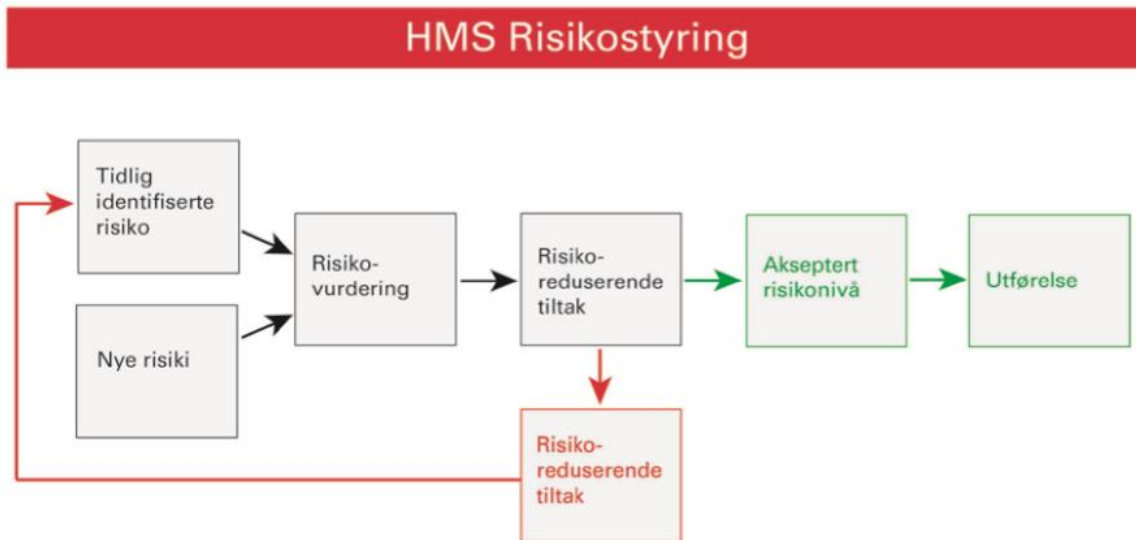 HMS Risikostyring
Tidlig
identifiserte
risiko
Nye risiki
Risiko-
vurdering
Risiko-
reduserende
tiltak
Akseptert
risikonivå
Utførelse
Risiko-
reduserende
tiltak